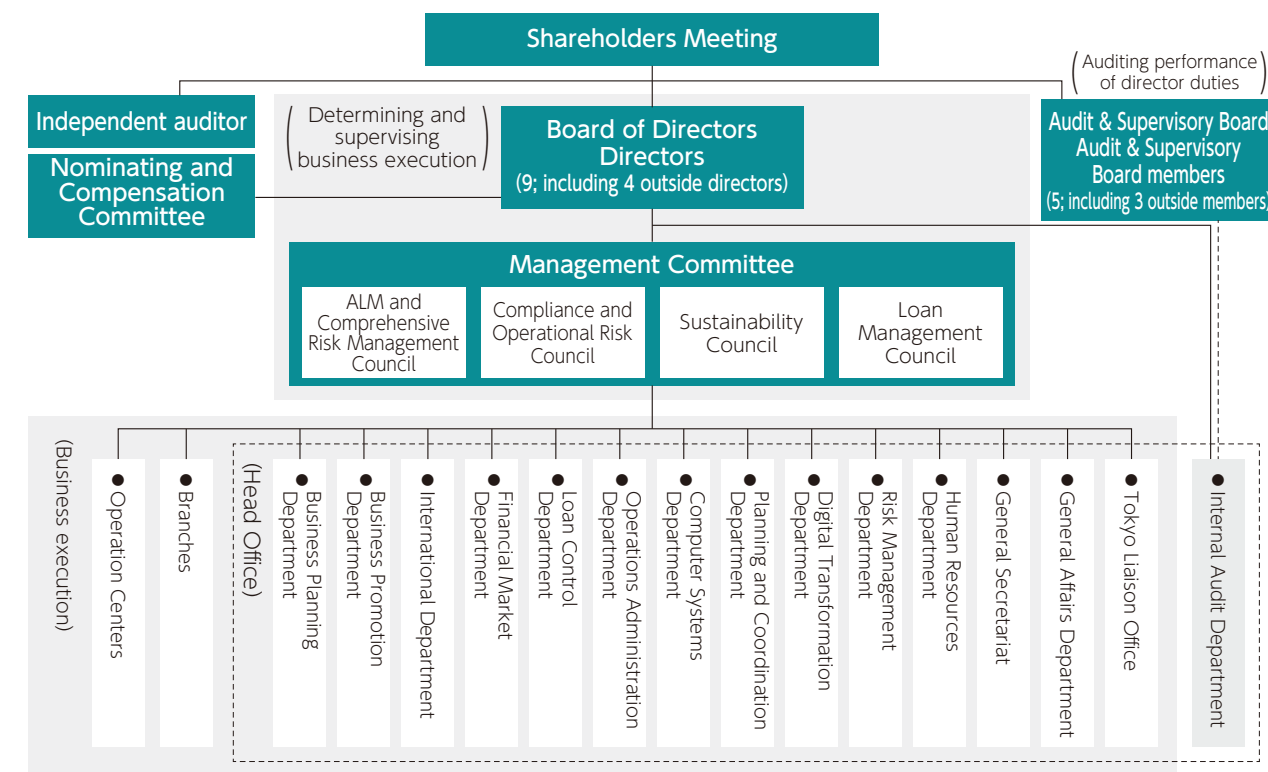 Shareholders Meeting
(Auditing performance
of director duties)
Independent auditor
(Determining and
supervising
business execution)
Board of Directors
Directors
(9; including 4 outside directors)
Audit & Supervisory Board
Audit & Supervisory
Board members
(5; including 3 outside members)
Nominating and
Compensation
Committee
Management Committee
ALM and
Comprehensive
Risk Management
Council
Compliance and
Operational Risk
Council
Sustainability
Council
Loan
Management
Council
(Business execution)
● Operation Centers
● Branches
(Head Office)
● Business Planning
Department
● Business Promotion
Department
● International Department
● Financial Market
Department
● Loan Control
Department
● Operations Administration
Department
● Computer Systems
Department
● Planning and Coordination
Department
● Digital Transformation
Department
● Risk Management
Department
● Human Resources
Department
● General Secretariat
● General Affairs Department
● Tokyo Liaison Office
● Internal Audit Department